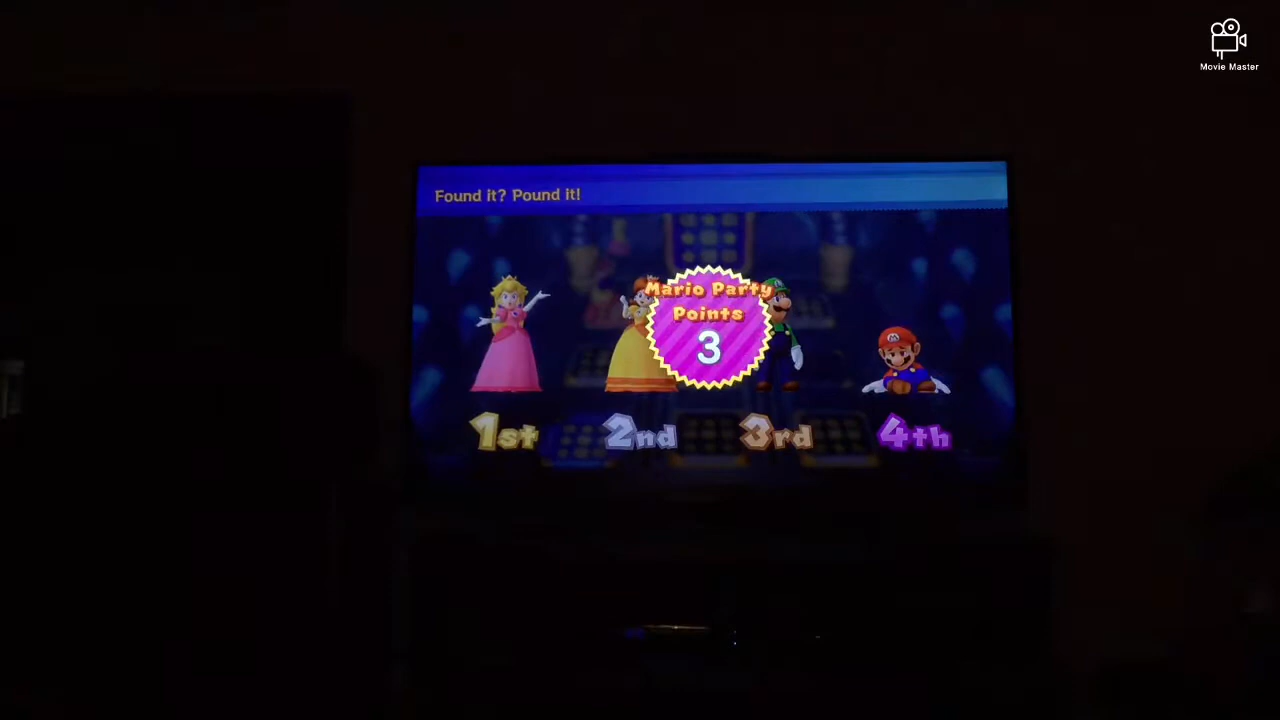 Movie Master
Found it? Pound it!
Mario Party
Points
3
1st 2nd 3rd 4th